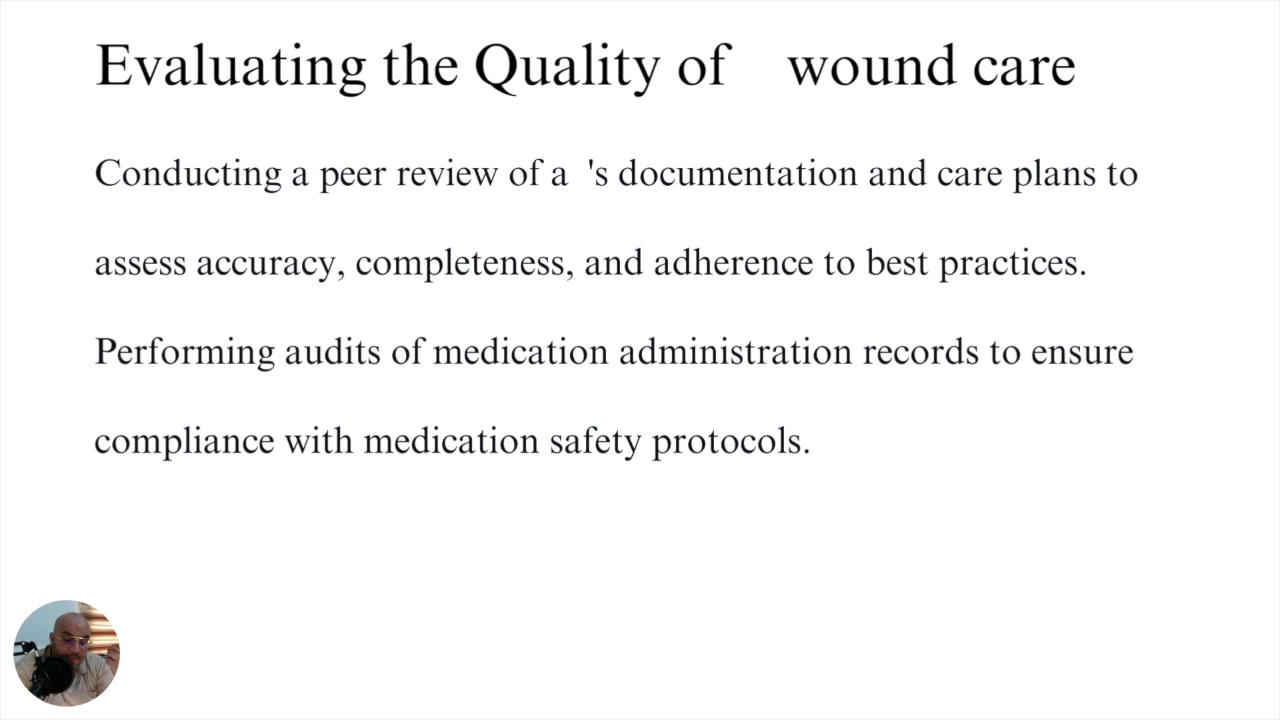 Evaluating the Quality of wound care
Conducting a peer review of a 's documentation and care plans to
assess accuracy, completeness, and adherence to best practices.
Performing audits of medication administration records to ensure
compliance with medication safety protocols.